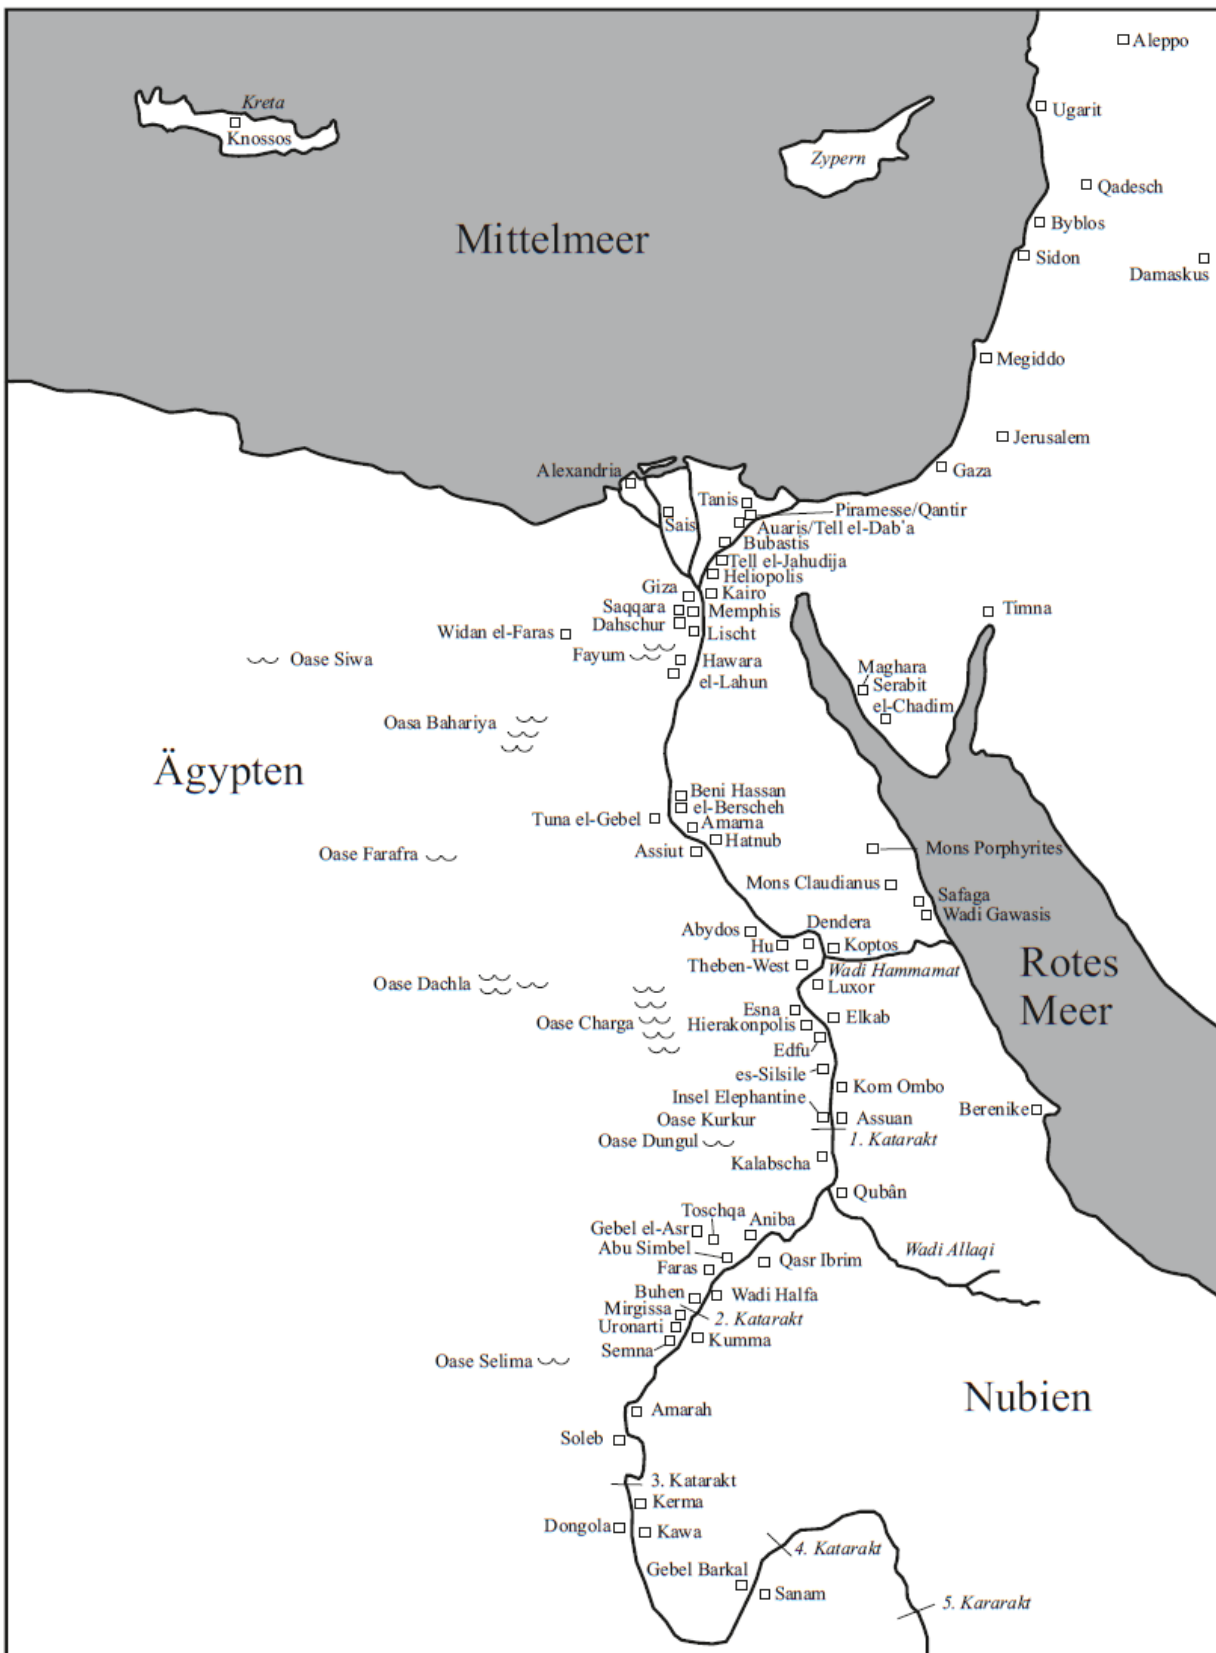 Aleppo
Kreta
Ugarit
Knossos
Zypern
Qadesch
Byblos
Mittelmeer
Sidon
Damaskus
Megiddo
Jerusalem
Alexandria
Gaza
Tanis
Piramesse/Qantir
Sais
Auaris/Tell el-Dab'a
Bubastis
Tell el-Jahudija
Heliopolis
Giza
Kairo
Saqqara
Memphis
Timna
Dahschur
Widan el-Faras
Lischt
Fayum
Oase Siwa
Hawara
Maghara
el-Lahun
Serabit
el-Chadim
Oasa Bahariya
Ägypten
Beni Hassan
el-Berscheh
Tuna el-Gebel
Amarna
Hatnub
Assiut
Oase Farafra
Mons Porphyrites
Mons Claudianus
Safaga
Wadi Gawasis
Dendera
Abydos
Hu
Koptos
Theben-West
Wadi Hammamat
Rotes
Meer
Oase Dachla
Luxor
Esna
Elkab
Oase Charga
Hierakonpolis
Edfu
es-Silsile
Kom Ombo
Insel Elephantine
Berenike
Oase Kurkur
Assuan
Oase Dungul
1. Katarakt
Kalabscha
Qubân
Toschqa
Aniba
Gebel el-Asr
Abu Simbel
Wadi Allaqi
Qasr Ibrim
Faras
Buhen
Wadi Halfa
Mirgissa
2. Katarakt
Uronarti
Kumma
Semna
Oase Selima
Nubien
Amarah
Soleb
3. Katarakt
Kerma
Dongola
Kawa
4. Katarakt
Gebel Barkal
Sanam
5. Kararakt